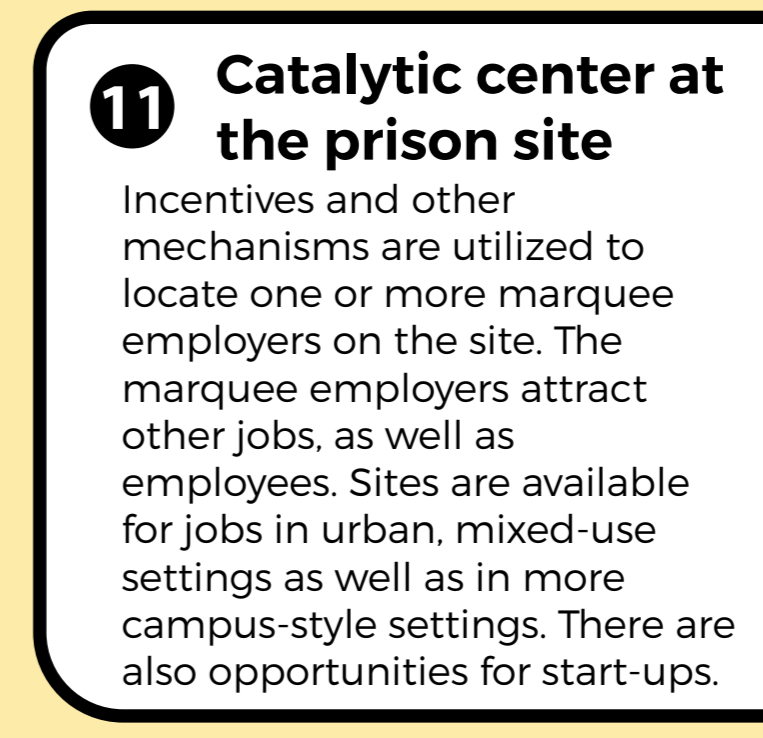 11
Catalytic center at
the prison site
Incentives and other
mechanisms are utilized to
locate one or more marquee
employers on the site. The
marquee employers attract
other jobs, as well as
employees. Sites are available
for jobs in urban, mixed-use
settings as well as in more
campus-style settings. There are
also opportunities for start-ups.